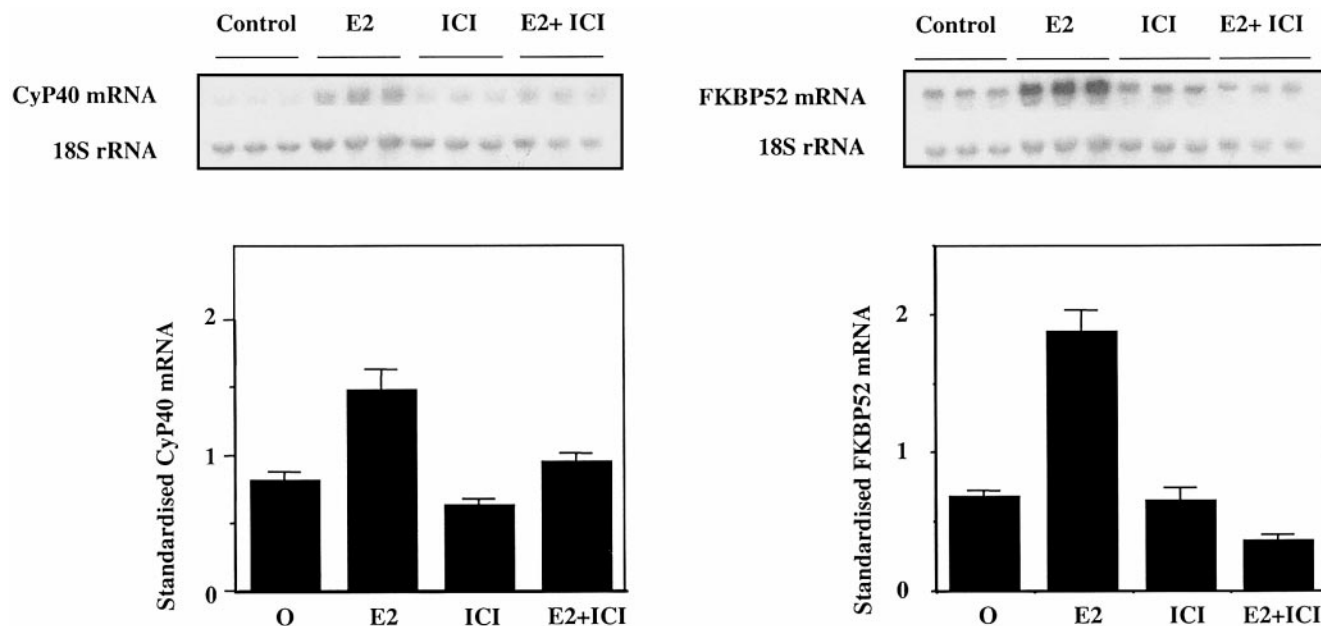 Control E2 ICI E2+ ICI
CyP40 mRNA
18S rRNA
Standardised CyP40 mRNA
2
1
0
O E2 ICI E2+ICI
Control E2 ICI E2+ ICI
FKBP52 mRNA
18S rRNA
Standardised FKBP52 mRNA
2
1
0
O E2 ICI E2+ICI